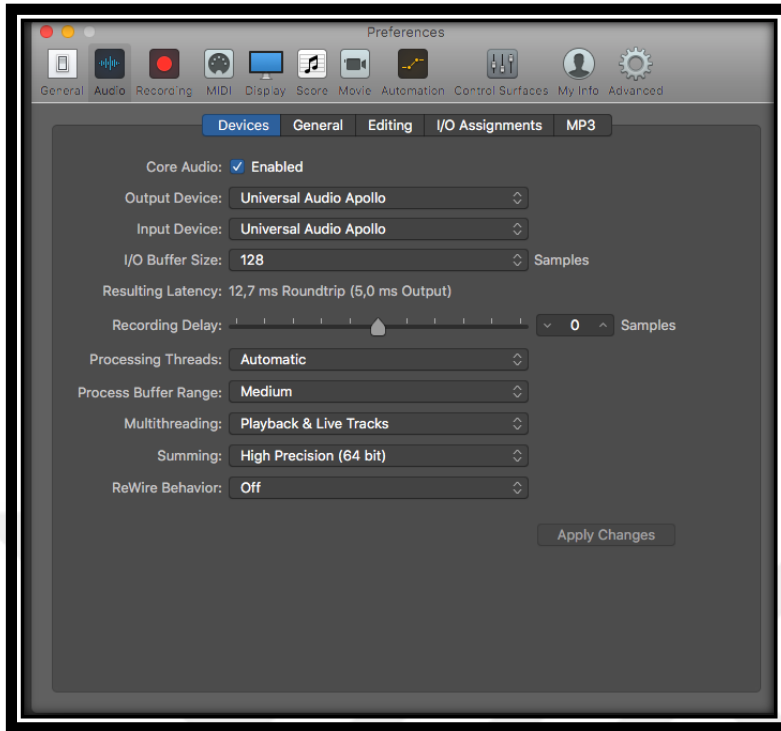 Preferences
General Audio Recording MIDI Display Score Movie Automation Control Surfaces My Info Advanced
Devices General Editing I/O Assignments MP3
Core Audio: Enabled
Output Device: Universal Audio Apollo
Input Device: Universal Audio Apollo
I/O Buffer Size: 128 Samples
Resulting Latency: 12,7 ms Roundtrip (5,0 ms Output)
Recording Delay: 0 Samples
Processing Threads: Automatic
Process Buffer Range: Medium
Multithreading: Playback & Live Tracks
Summing: High Precision (64 bit)
ReWire Behavior: Off
Apply Changes